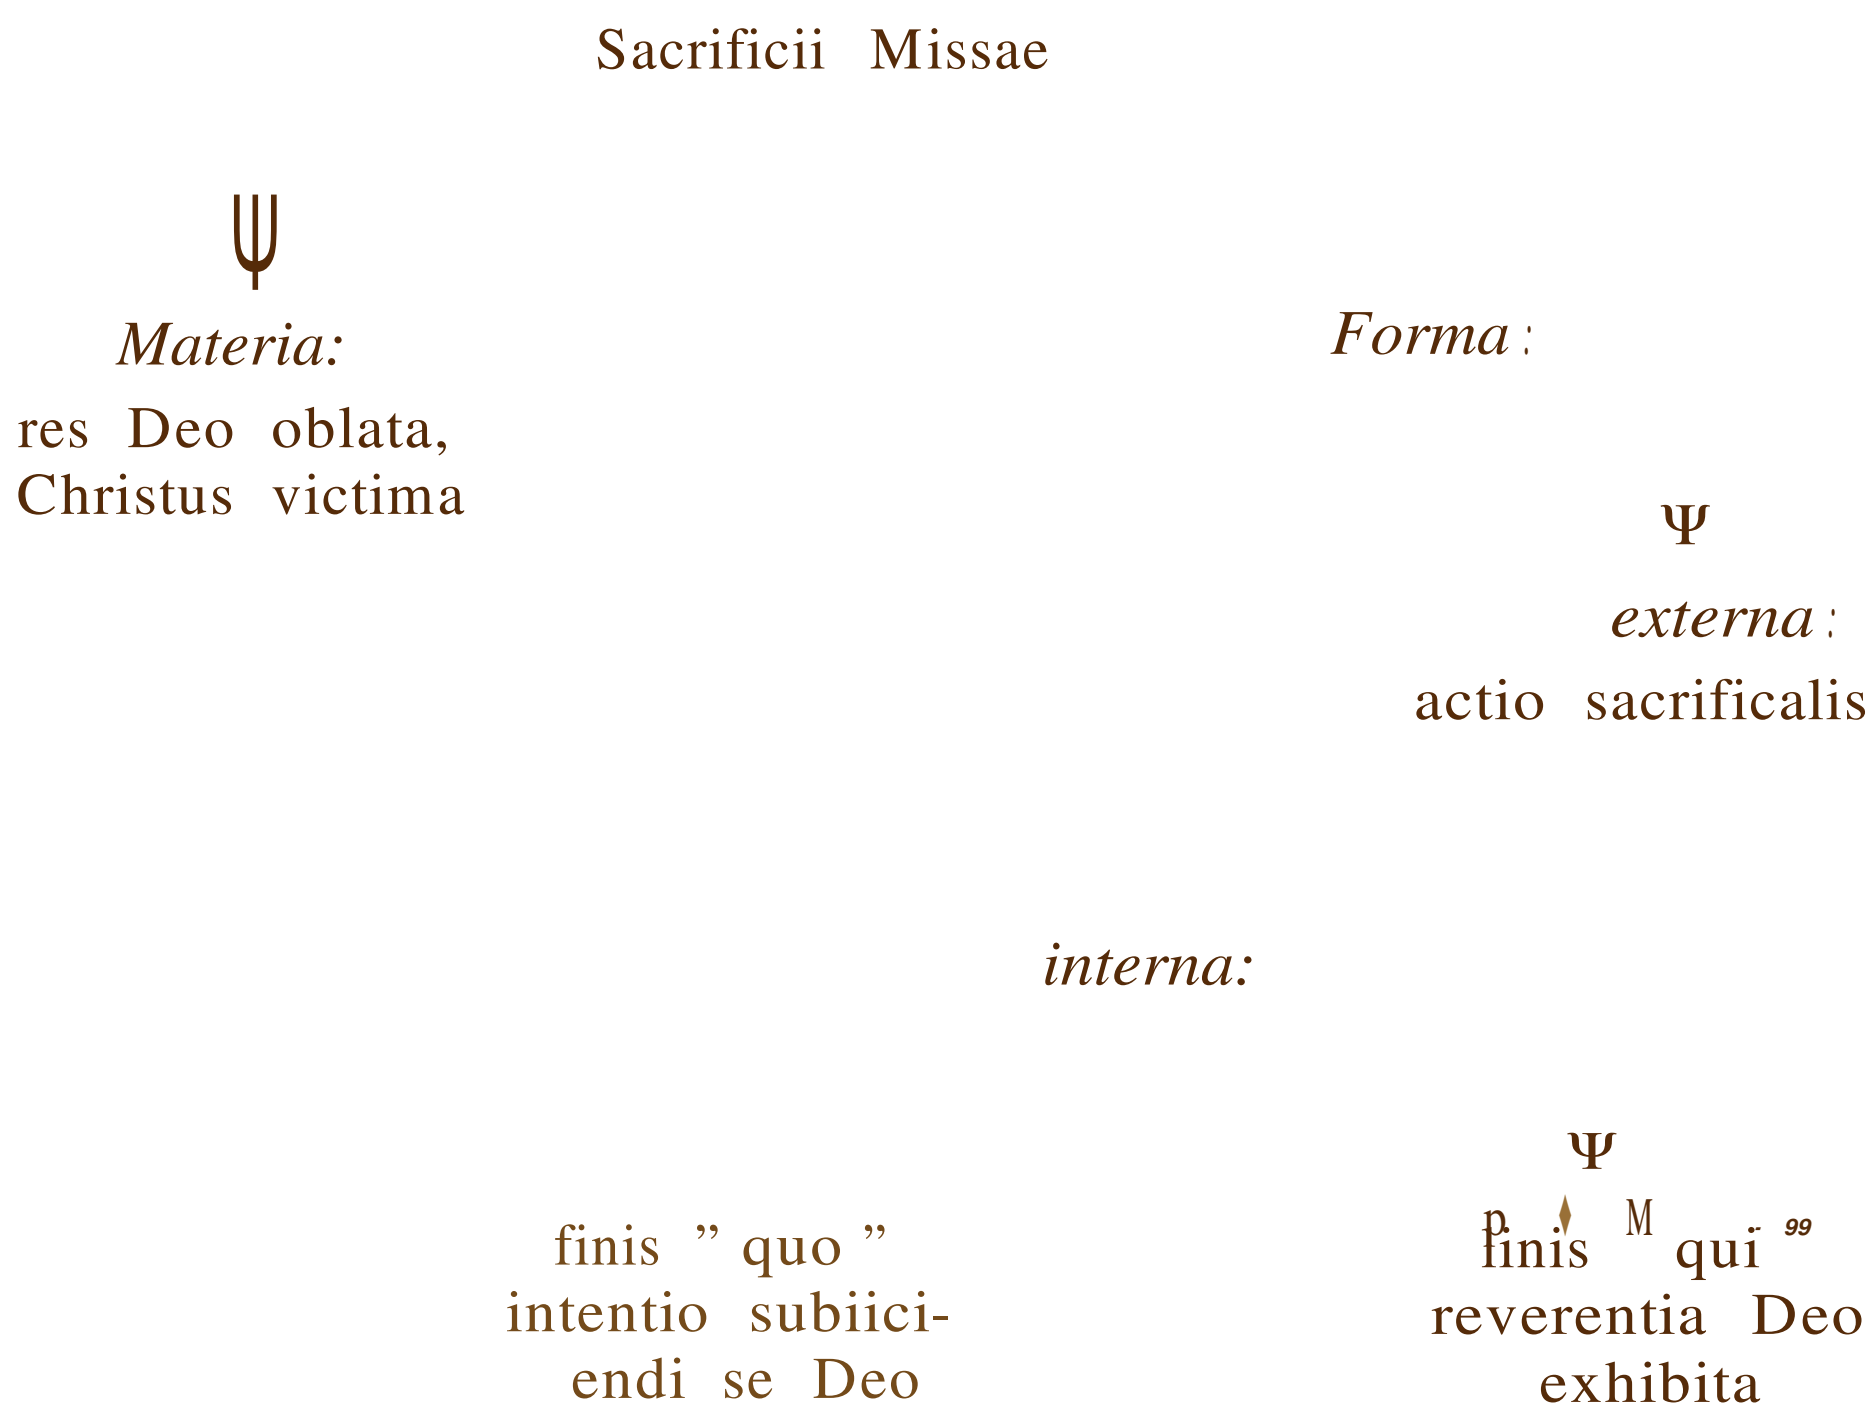 Sacrificii Missae
Ψ
Materia:
res Deo oblata,
Christus victima
Forma :
Ψ
externa :
actio sacrificalis
interna:
finis ” quo ”
intentio subiici-
endi se Deo
Ψ
p ♦ M - 99
finis qui
reverentia Deo
exhibita